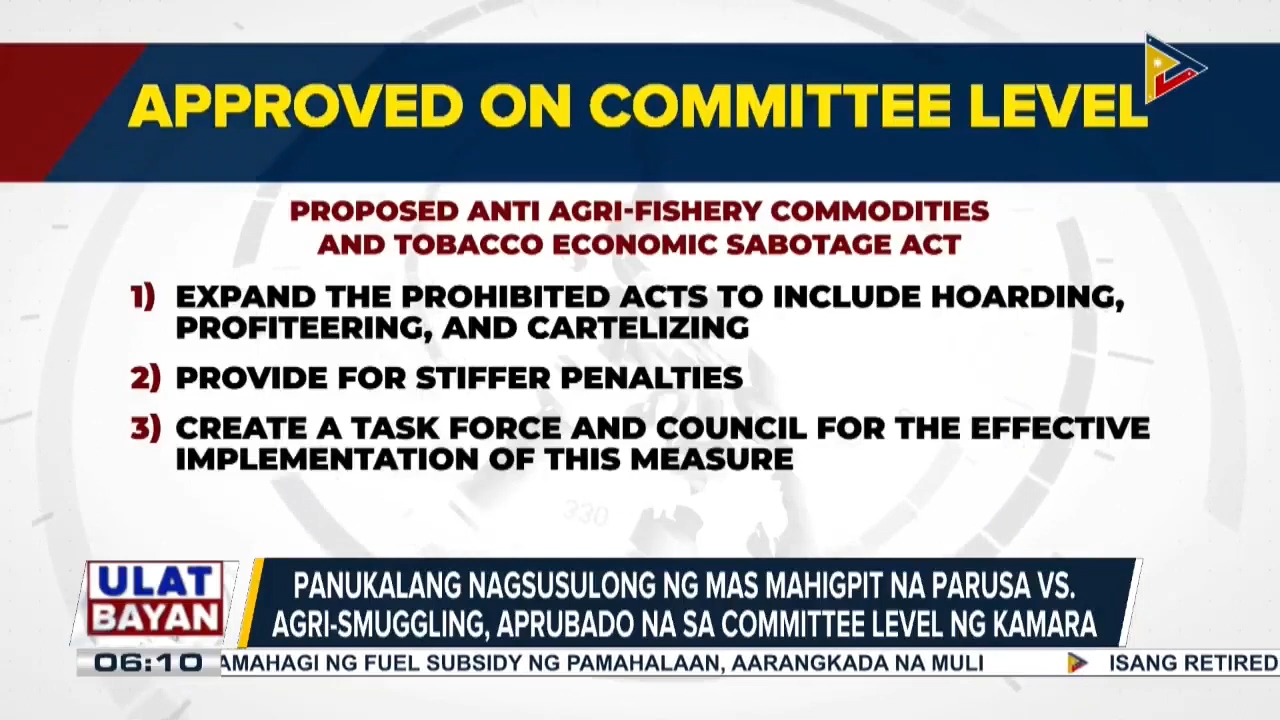 APPROVED ON COMMITTEE LEVEL
PROPOSED ANTI AGRI-FISHERY COMMODITIES
AND TOBACCO ECONOMIC SABOTAGE ACT
1) EXPAND THE PROHIBITED ACTS TO INCLUDE HOARDING,
PROFITEERING, AND CARTELIZING
2) PROVIDE FOR STIFFER PENALTIES
3) CREATE A TASK FORCE AND COUNCIL FOR THE EFFECTIVE
IMPLEMENTATION OF THIS MEASURE
330
ULAT
BAYAN
PANUKALANG NAGSUSULONG NG MAS MAHIGPIT NA PARUSA VS.
AGRI-SMUGGLING, APRUBADO NA SA COMMITTEE LEVEL NG KAMARA
06:10 AMAHAGI NG FUEL SUBSIDY NG PAMAHALAAN, AARANGKADA NA MULI ISANG RETIRED